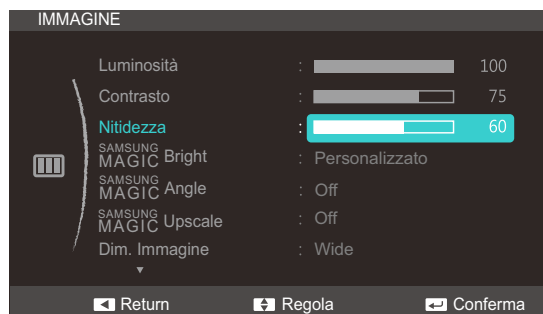 IMMAGINE
Luminosità : 100
Contrasto : 75
Nitidezza : 60
SAMSUNG MAGIC Bright : Personalizzato
SAMSUNG MAGIC Angle : Off
SAMSUNG MAGIC Upscale : Off
Dim. Immagine : Wide
Return Regola Conferma